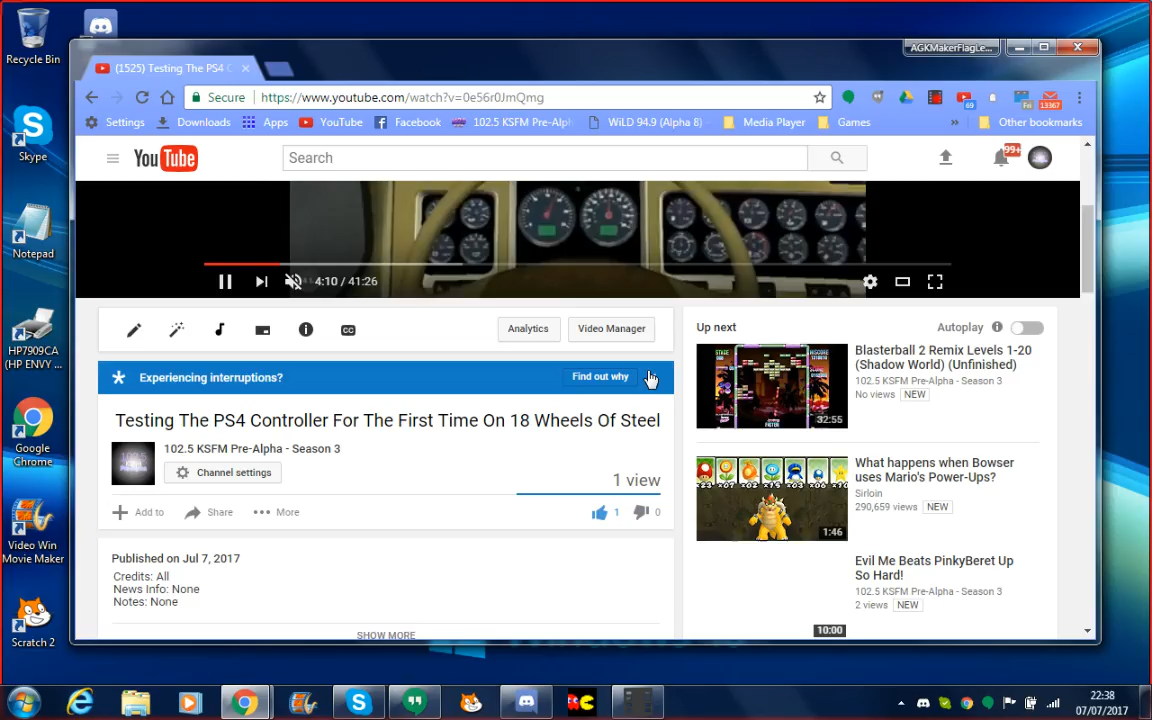 Recycle Bin
Skype
Notepad
HP7909CA
(HP ENVY ...
Google
Chrome
Video Win
Movie Maker
Scratch 2
AGKMakerFlagLe...
(1525) Testing The PS4 C
Secure
https://www.youtube.com/watch?v=0e56r0JmQmg
69
Fri
13367
Settings
Downloads
Apps
YouTube
Facebook
102.5 KSFM Pre-Alph
WiLD 94.9 (Alpha 8)
Media Player
Games
»
Other bookmarks
YouTube
Search
99+
4:10 / 41:26
CC
Analytics
Video Manager
Experiencing interruptions?
Find out why
Testing The PS4 Controller For The First Time On 18 Wheels Of Steel
102.5 KSFM Pre-Alpha - Season 3
Channel settings
1 view
Add to
Share
More
1
0
Published on Jul 7, 2017
Credits: All
News Info: None
Notes: None
SHOW MORE
Up next
Autoplay
Blasterball 2 Remix Levels 1-20
(Shadow World) (Unfinished)
102.5 KSFM Pre-Alpha - Season 3
No views NEW
32:55
What happens when Bowser
uses Mario's Power-Ups?
Sirloin
290,659 views NEW
1:46
Evil Me Beats PinkyBeret Up
So Hard!
102.5 KSFM Pre-Alpha - Season 3
2 views NEW
10:00
22:38
07/07/2017